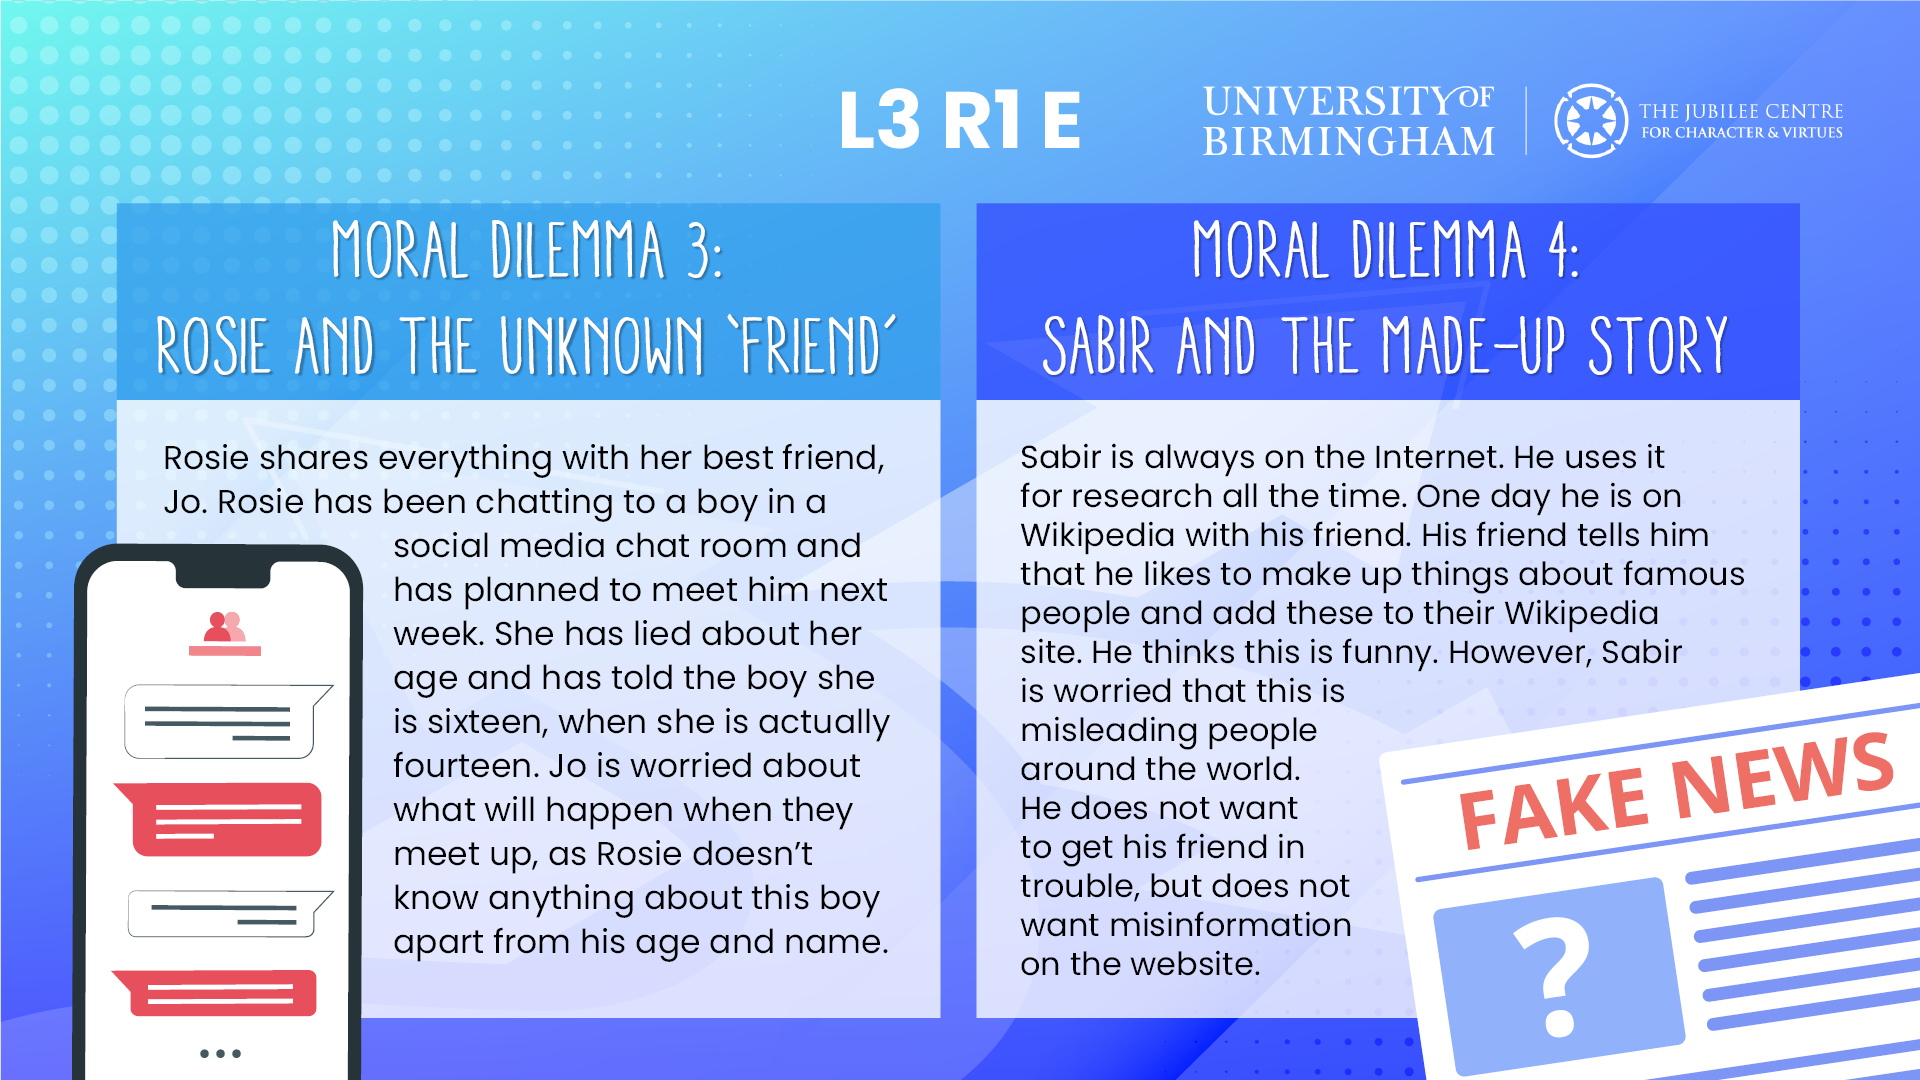 L3 R1 E
UNIVERSITY OF
BIRMINGHAM
THE JUBILEE CENTRE
FOR CHARACTER & VIRTUES
MORAL DILEMMA 3:
ROSIE AND THE UNKNOWN ‘FRIEND’
Rosie shares everything with her best friend,
Jo. Rosie has been chatting to a boy in a
social media chat room and
has planned to meet him next
week. She has lied about her
age and has told the boy she
is sixteen, when she is actually
fourteen. Jo is worried about
what will happen when they
meet up, as Rosie doesn’t
know anything about this boy
apart from his age and name.
MORAL DILEMMA 4:
SABIR AND THE MADE-UP STORY
Sabir is always on the Internet. He uses it
for research all the time. One day he is on
Wikipedia with his friend. His friend tells him
that he likes to make up things about famous
people and add these to their Wikipedia
site. He thinks this is funny. However, Sabir
is worried that this is
misleading people
around the world.
He does not want
to get his friend in
trouble, but does not
want misinformation
on the website.
FAKE NEWS
?